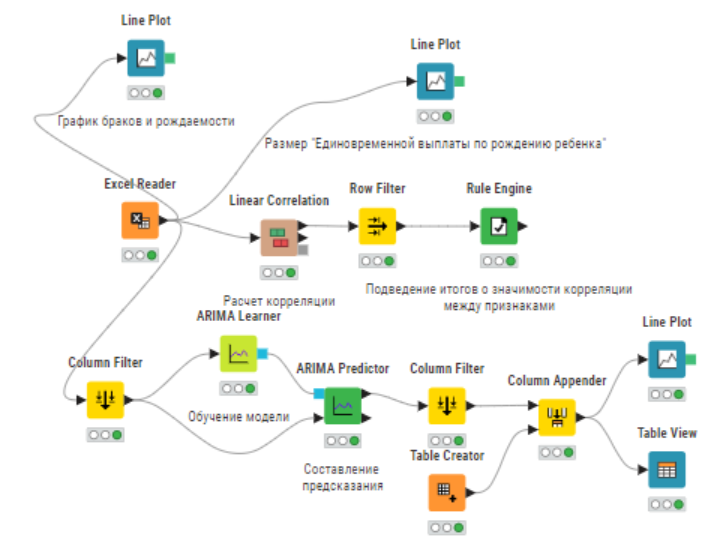 Line Plot
Line Plot
График браков и рождаемости
Размер "Единовременной выплаты по рождению ребенка"
Excel Reader
Linear Correlation
Row Filter
Rule Engine
Расчет корреляции
Подведение итогов о значимости корреляции
между признаками
ARIMA Learner
Line Plot
Column Filter
ARIMA Predictor
Column Filter
Column Appender
Обучение модели
Table Creator
Table View
Составление
предсказания